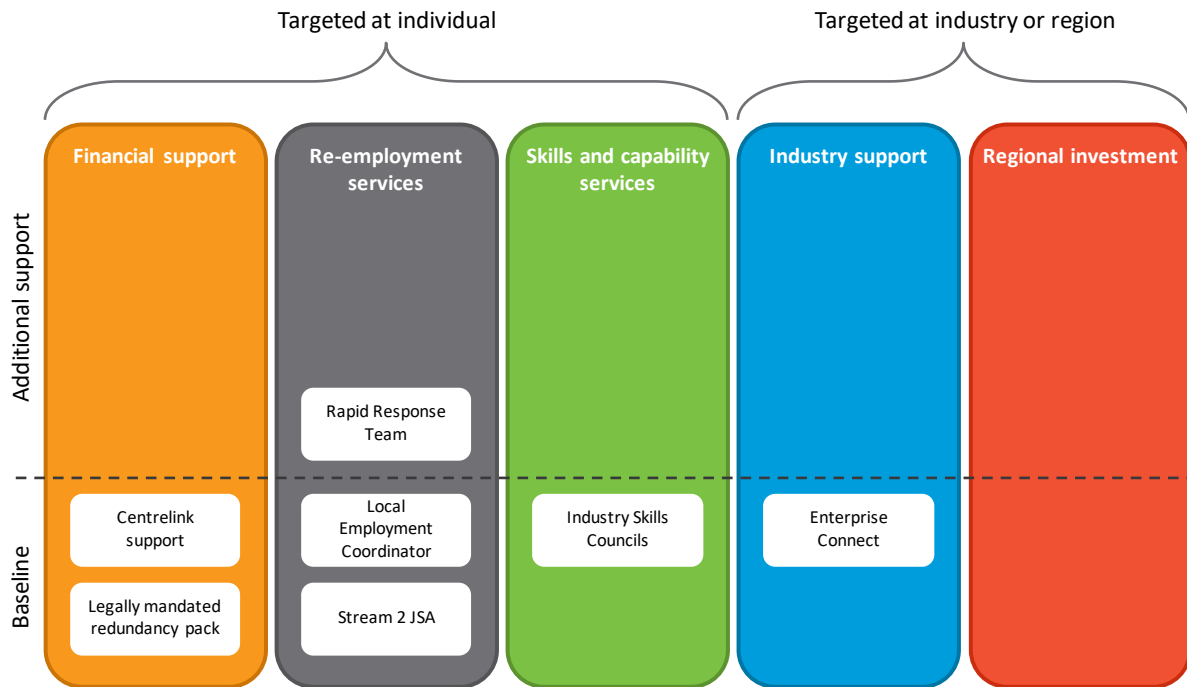 Targeted at individual
Targeted at industry or region
Financial support
Re-employment
services
Skills and capability
services
Industry support
Regional investment
Additional support
Rapid Response
Team
Baseline
Centrelink
support
Local
Employment
Coordinator
Industry Skills
Councils
Enterprise
Connect
Legally mandated
redundancy pack
Stream 2 JSA